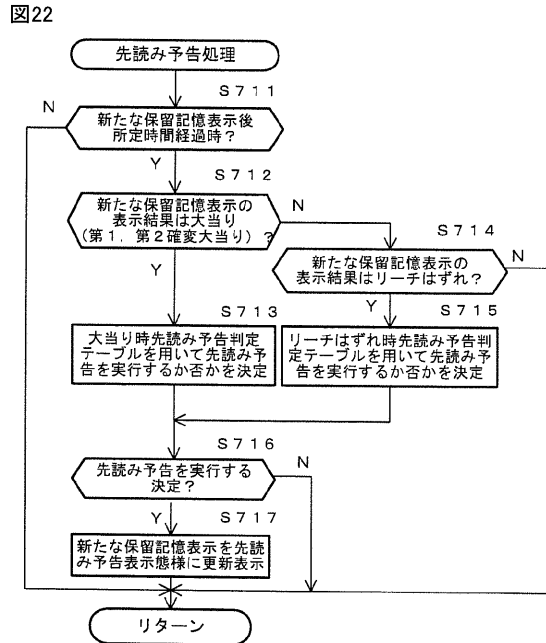 図22
先読み予告処理
S711
N
新たな保留記憶表示後
所定時間経過時？
Y
S712
新たな保留記憶表示の
表示結果は大当り
（第1，第2確変大当り）？
N
Y
S714
新たな保留記憶表示の
表示結果はリーチはずれ？
N
Y
S713
大当り時先読み予告判定
テーブルを用いて先読み予
告を実行するか否かを決定
S715
リーチはずれ時先読み予告判
定テーブルを用いて先読み予
告を実行するか否かを決定
S716
先読み予告を実行する
決定？
N
Y
S717
新たな保留記憶表示を先読
み予告表示態様に更新表示
リターン